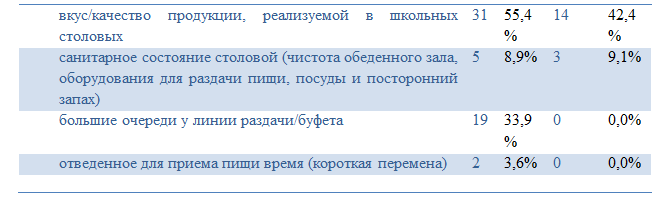 вкус/качество продукции, реализуемой в школьных 31 55,4 14 42,4
столовых % %
санитарное состояние столовой (чистота обеденного зала, 5 8,9% 3 9,1%
оборудования для раздачи пищи, посуды и посторонний
запах)
большие очереди у линии раздачи/буфета 19 33,9 0 0,0%
%
отведенное для приема пищи время (короткая перемена) 2 3,6% 0 0,0%